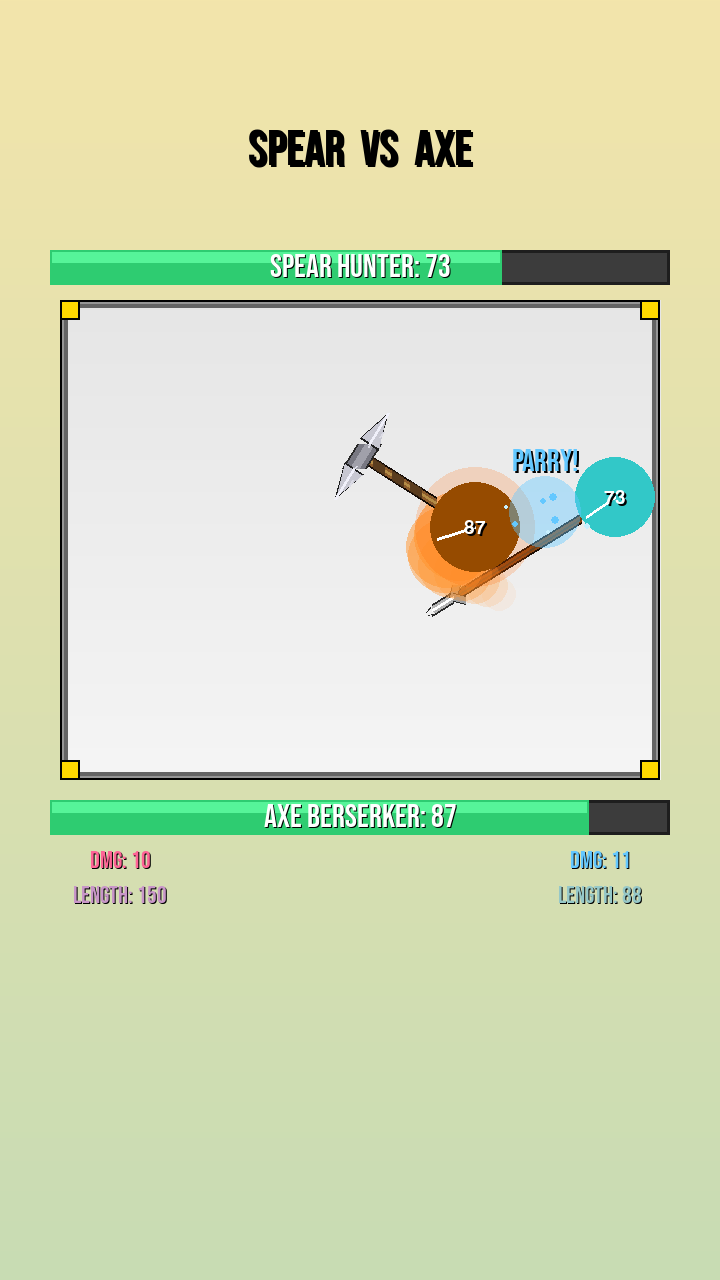 SPEAR VS AXE
SPEAR HUNTER: 73
PARRY!
73
87
AXE BERSERKER: 87
DMG: 10
DMG: 11
LENGTH: 150
LENGTH: 88